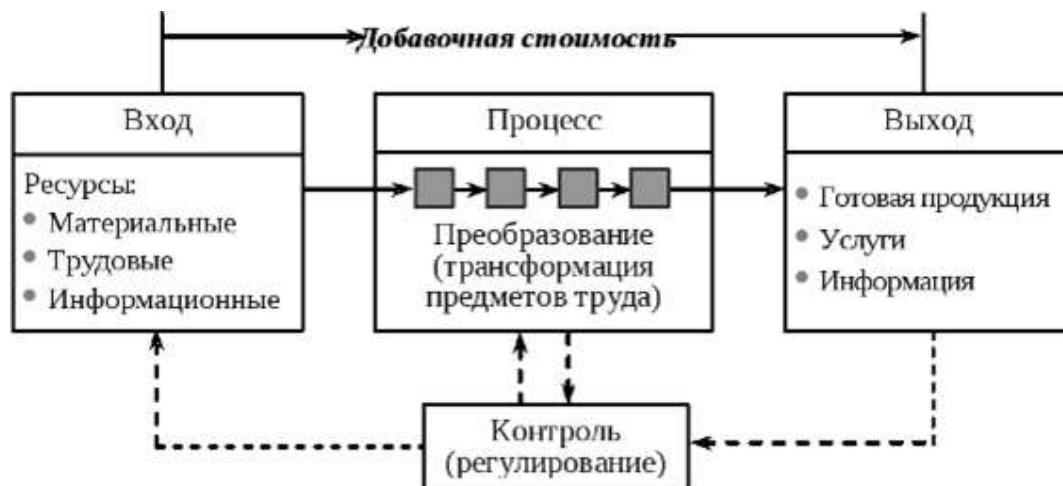 Добавочная стоимость
Вход
Ресурсы:
Материальные
Трудовые
Информационные
Процесс
Преобразование
(трансформация
предметов труда)
Выход
Готовая продукция
Услуги
Информация
Контроль
(регулирование)